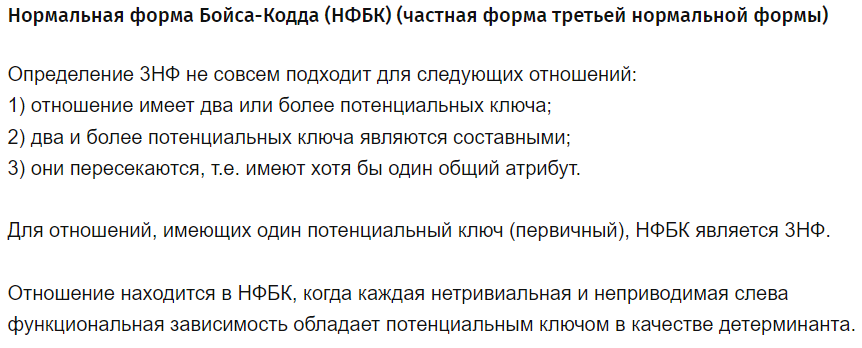 Нормальная форма Бойса-Кодда (НФБК) (частная форма третьей нормальной формы)
Определение 3НФ не совсем подходит для следующих отношений:
1) отношение имеет два или более потенциальных ключа;
2) два и более потенциальных ключа являются составными;
3) они пересекаются, т.е. имеют хотя бы один общий атрибут.
Для отношений, имеющих один потенциальный ключ (первичный), НФБК является 3НФ.
Отношение находится в НФБК, когда каждая нетривиальная и неприводимая слева
функциональная зависимость обладает потенциальным ключом в качестве детерминанта.